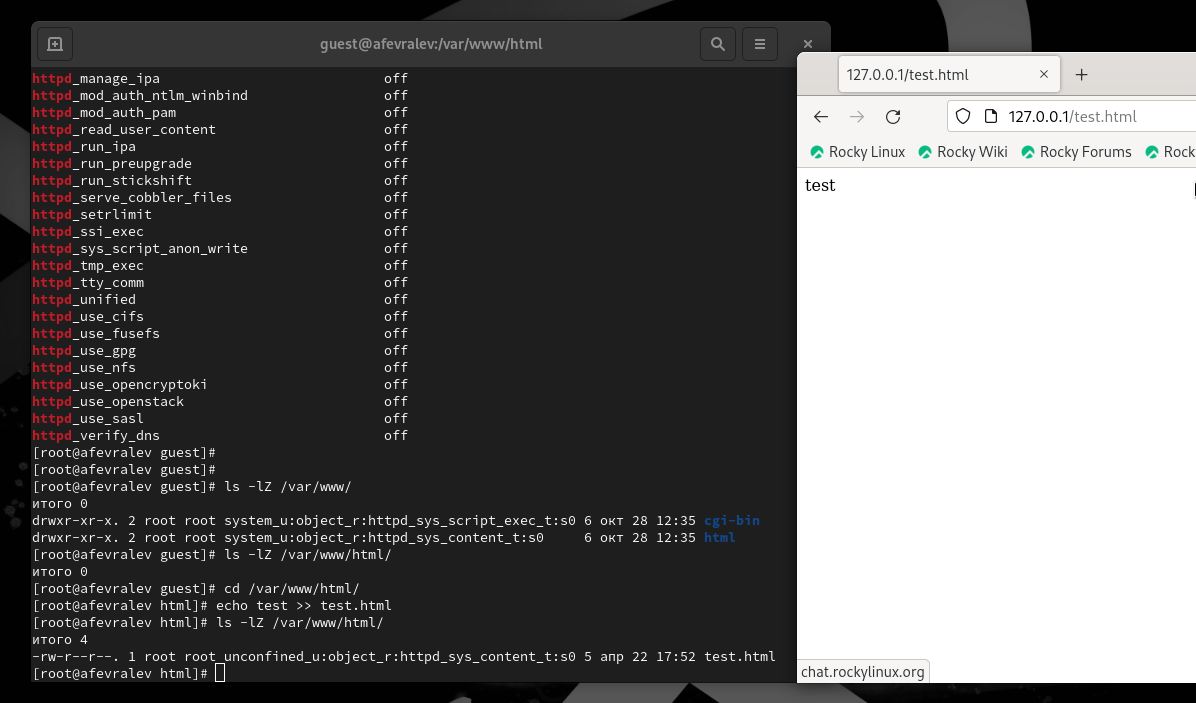 guest@afevralev:/var/www/html
httpd_manage_ipa off
httpd_mod_auth_ntlm_winbind off
httpd_mod_auth_pam off
httpd_read_user_content off
httpd_run_ipa off
httpd_run_preupgrade off
httpd_run_stickshift off
httpd_serve_cobbler_files off
httpd_setrlimit off
httpd_ssi_exec off
httpd_sys_script_anon_write off
httpd_tmp_exec off
httpd_tty_comm off
httpd_unified off
httpd_use_cifs off
httpd_use_fusefs off
httpd_use_gpg off
httpd_use_nfs off
httpd_use_opencryptoki off
httpd_use_openstack off
httpd_use_sasl off
httpd_verify_dns off
[root@afevralev guest]#
[root@afevralev guest]#
[root@afevralev guest]# ls -lZ /var/www/
итого 0
drwxr-xr-x. 2 root root system_u:object_r:httpd_sys_script_exec_t:s0 6 окт 28 12:35 cgi-bin
drwxr-xr-x. 2 root root system_u:object_r:httpd_sys_content_t:s0 6 окт 28 12:35 html
[root@afevralev guest]# ls -lZ /var/www/html/
итого 0
[root@afevralev guest]# cd /var/www/html/
[root@afevralev html]# echo test >> test.html
[root@afevralev html]# ls -lZ /var/www/html/
итого 4
-rw-r--r--. 1 root root unconfined_u:object_r:httpd_sys_content_t:s0 5 апр 22 17:52 test.html
[root@afevralev html]#
127.0.0.1/test.html
127.0.0.1/test.html
Rocky Linux Rocky Wiki Rocky Forums Rock
test
chat.rockylinux.org